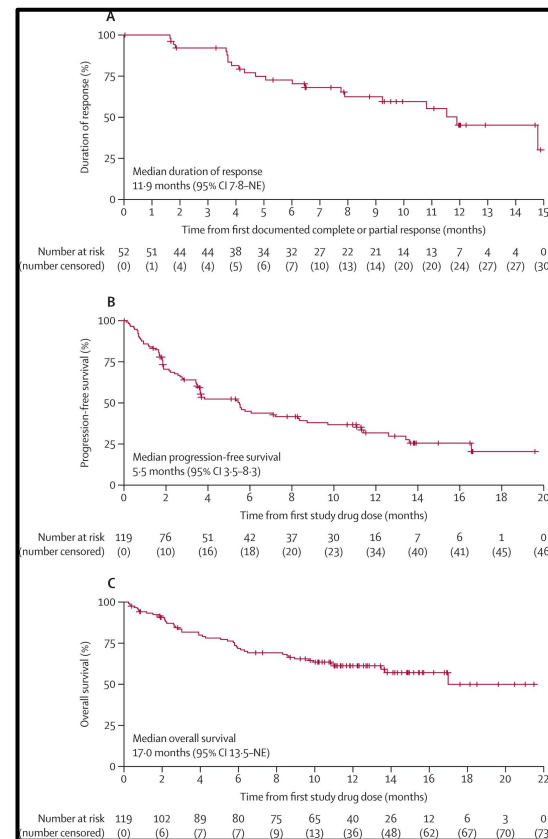 A
100
75
50
25
0
Duration of response (%)
Median duration of response
11·9 months (95% CI 7·8–NE)
0 1 2 3 4 5 6 7 8 9 10 11 12 13 14 15
Time from first documented complete or partial response (months)
Number at risk 52 51 44 44 38 34 32 27 22 21 14 13 7 4 4 0
(number censored) (0) (1) (4) (4) (5) (6) (7) (10) (13) (14) (20) (20) (24) (27) (27) (30
B
100
75
50
25
0
Progression-free survival (%)
Median progression-free survival
5·5 months (95% CI 3·5–8·3)
0 2 4 6 8 10 12 14 16 18 20
Time from first study drug dose (months)
Number at risk 119 76 51 42 37 30 16 7 6 1 0
(number censored) (0) (10) (16) (18) (20) (23) (34) (40) (41) (45) (46
C
100
75
50
25
0
Overall survival (%)
Median overall survival
17·0 months (95% CI 13·5–NE)
0 2 4 6 8 10 12 14 16 18 20 22
Time from first study drug dose (months)
Number at risk 119 102 89 80 75 65 40 26 12 6 3 0
(number censored) (0) (6) (7) (7) (9) (13) (36) (48) (62) (67) (70) (73